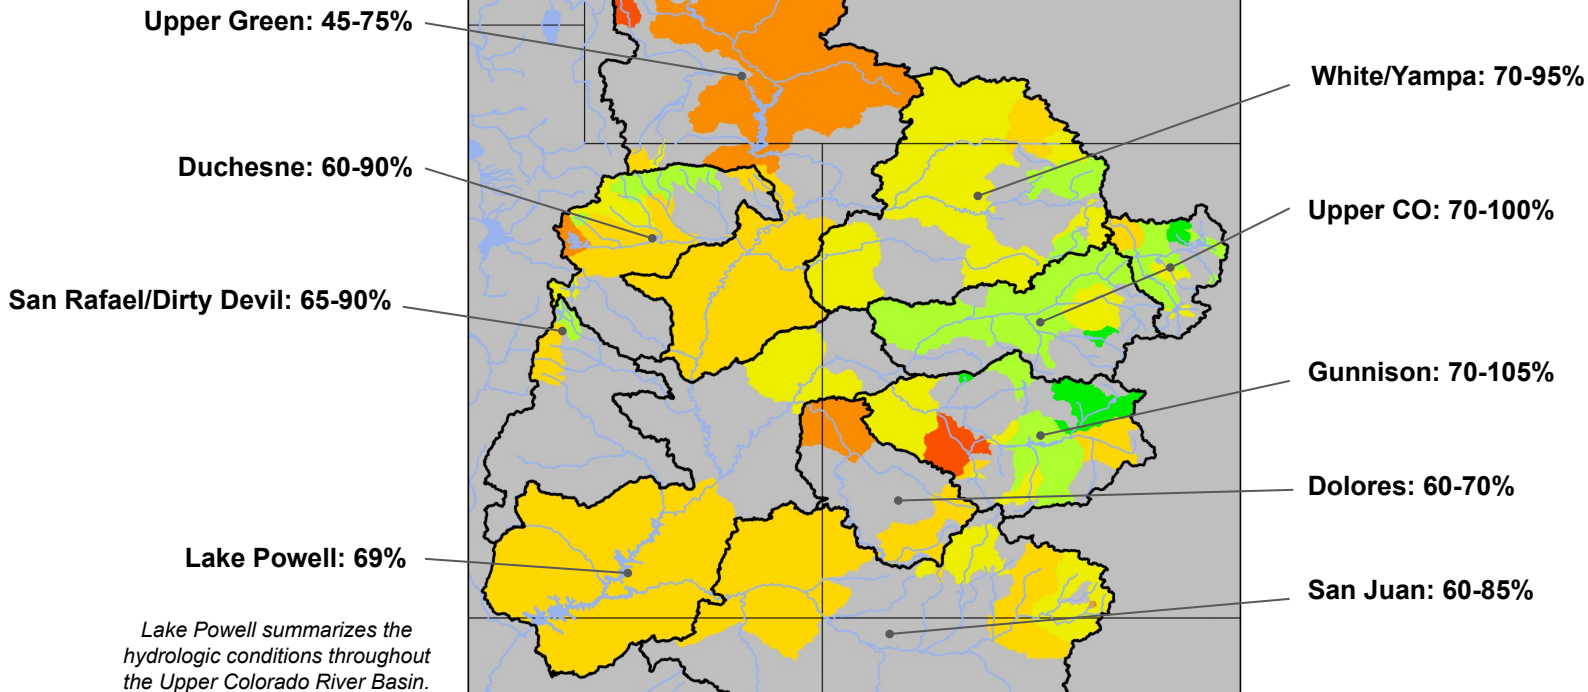 Upper Green: 45-75%
Duchesne: 60-90%
San Rafael/Dirty Devil: 65-90%
Lake Powell: 69%
Lake Powell summarizes the
hydrologic conditions throughout
the Upper Colorado River Basin.
White/Yampa: 70-95%
Upper CO: 70-100%
Gunnison: 70-105%
Dolores: 60-70%
San Juan: 60-85%